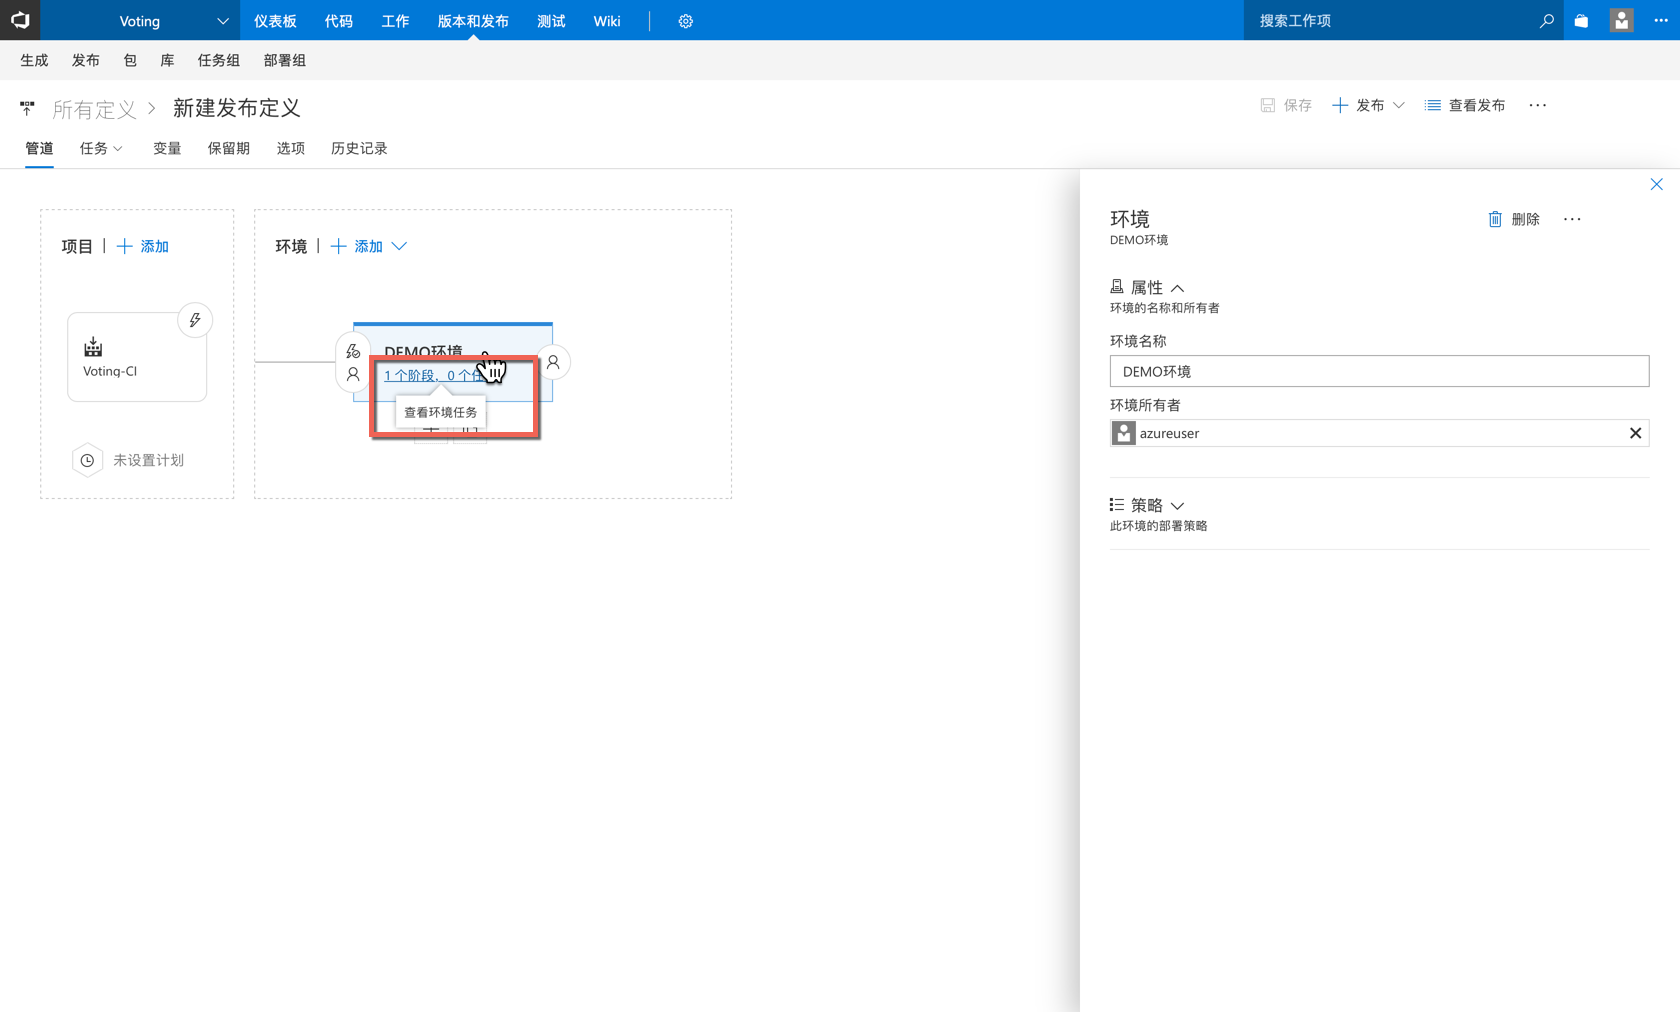 Voting
仪表板 代码 工作 版本和发布 测试 Wiki
搜索工作项
生成 发布 包 库 任务组 部署组
所有定义 > 新建发布定义
保存 发布 查看发布 ...
管道 任务 变量 保留期 选项 历史记录
项目 | + 添加
Voting-CI
未设置计划
环境 | + 添加
DEMO环境
1 个阶段, 0 个
查看环境任务
环境
DEMO环境
删除 ...
属性
环境的名称和所有者
环境名称
DEMO环境
环境所有者
azureuser
策略
此环境的部署策略